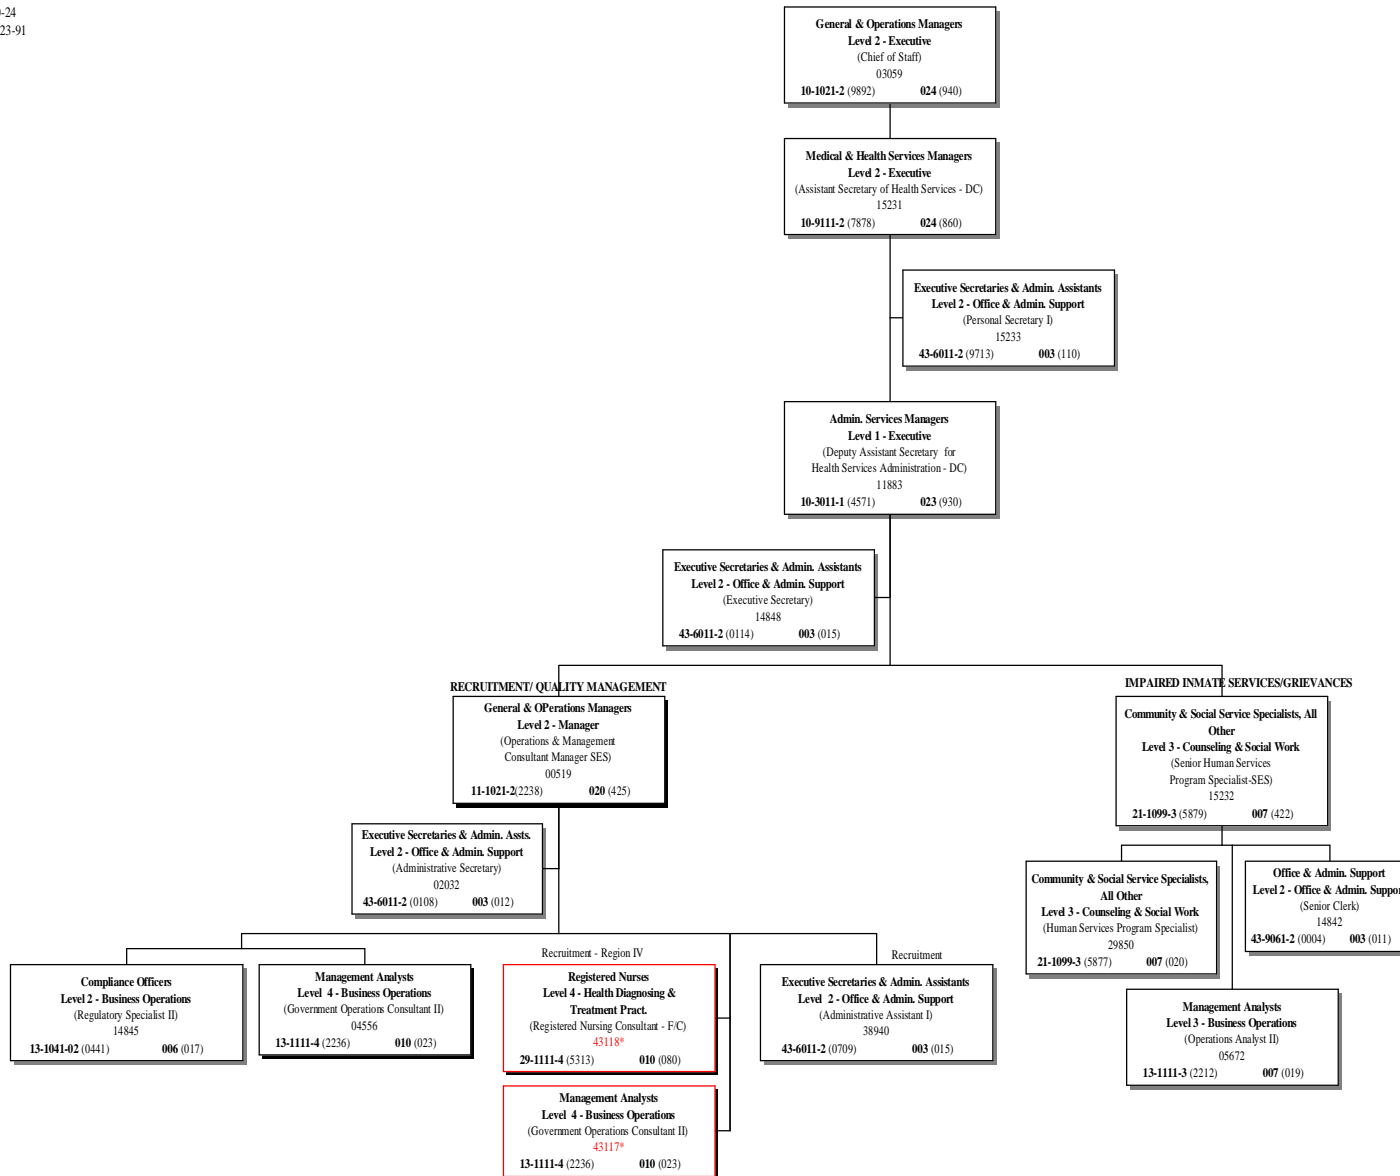 -24
23-91
General & Operations Managers
Level 2 - Executive
(Chief of Staff)
03059
10-1021-2 (9892) 024 (940)
Medical & Health Services Managers
Level 2 - Executive
(Assistant Secretary of Health Services - DC)
15231
10-9111-2 (7878) 024 (860)
Executive Secretaries & Admin. Assistants
Level 2 - Office & Admin. Support
(Personal Secretary I)
15233
43-6011-2 (9713) 003 (110)
Admin. Services Managers
Level 1 - Executive
(Deputy Assistant Secretary for
Health Services Administration - DC)
11883
10-3011-1 (4571) 023 (930)
Executive Secretaries & Admin. Assistants
Level 2 - Office & Admin. Support
(Executive Secretary)
14848
43-6011-2 (0114) 003 (015)
RECRUITMENT/ QUALITY MANAGEMENT
General & OPerations Managers
Level 2 - Manager
(Operations & Management
Consultant Manager SES)
00519
11-1021-2(2238) 020 (425)
Executive Secretaries & Admin. Assts.
Level 2 - Office & Admin. Support
(Administrative Secretary)
02032
43-6011-2 (0108) 003 (012)
Compliance Officers
Level 2 - Business Operations
(Regulatory Specialist II)
14845
13-1041-02 (0441) 006 (017)
Management Analysts
Level 4 - Business Operations
(Government Operations Consultant II)
04556
13-1111-4 (2236) 010 (023)
Recruitment - Region IV
Registered Nurses
Level 4 - Health Diagnosing &
Treatment Pract.
(Registered Nursing Consultant - F/C)
43118*
29-1111-4 (5313) 010 (080)
Management Analysts
Level 4 - Business Operations
(Government Operations Consultant II)
43117*
13-1111-4 (2236) 010 (023)
Recruitment
Executive Secretaries & Admin. Assistants
Level 2 - Office & Admin. Support
(Administrative Assistant I)
38940
43-6011-2 (0709) 003 (015)
IMPAIRED INMATE SERVICES/GRIEVANCES
Community & Social Service Specialists, All
Other
Level 3 - Counseling & Social Work
(Senior Human Services
Program Specialist-SES)
15232
21-1099-3 (5879) 007 (422)
Community & Social Service Specialists,
All Other
Level 3 - Counseling & Social Work
(Human Services Program Specialist)
29850
21-1099-3 (5877) 007 (020)
Office & Admin. Support
Level 2 - Office & Admin. Suppor
(Senior Clerk)
14842
43-9061-2 (0004) 003 (011)
Management Analysts
Level 3 - Business Operations
(Operations Analyst II)
05672
13-1111-3 (2212) 007 (019)